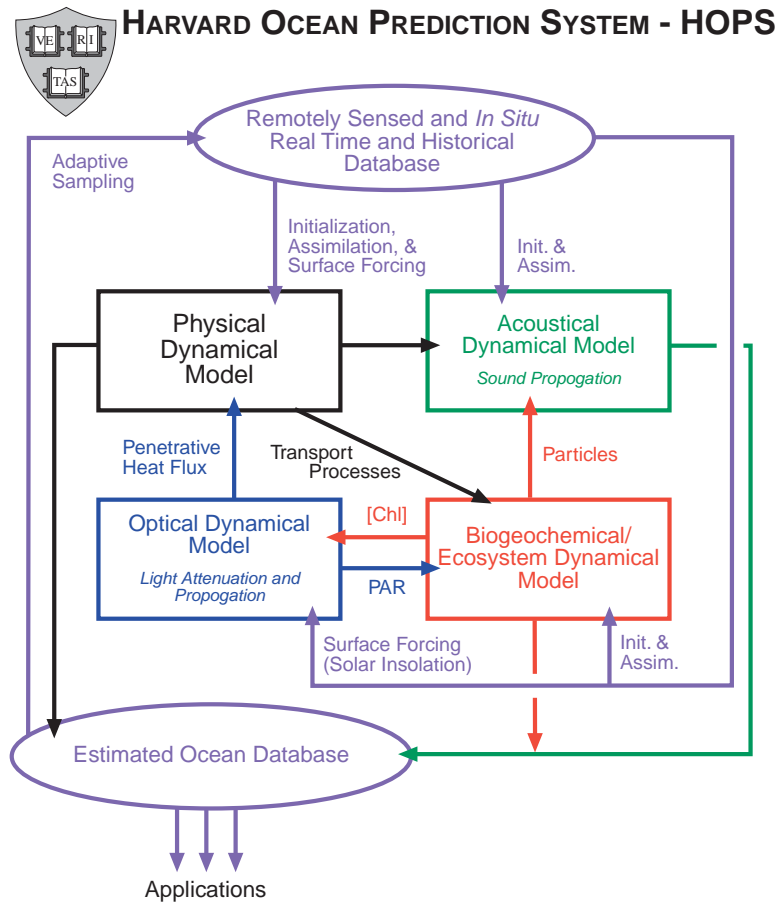 VE RI
TAS
HARVARD OCEAN PREDICTION SYSTEM - HOPS
Remotely Sensed and In Situ
Real Time and Historical
Database
Adaptive
Sampling
Initialization,
Assimilation, &
Surface Forcing
Init. &
Assim.
Physical
Dynamical
Model
Acoustical
Dynamical Model
Sound Propogation
Penetrative
Heat Flux
Transport
Processes
Particles
Optical Dynamical
Model
Light Attenuation and
Propogation
[Chl]
PAR
Biogeochemical/
Ecosystem Dynamical
Model
Surface Forcing
(Solar Insolation)
Init. &
Assim.
Estimated Ocean Database
Applications